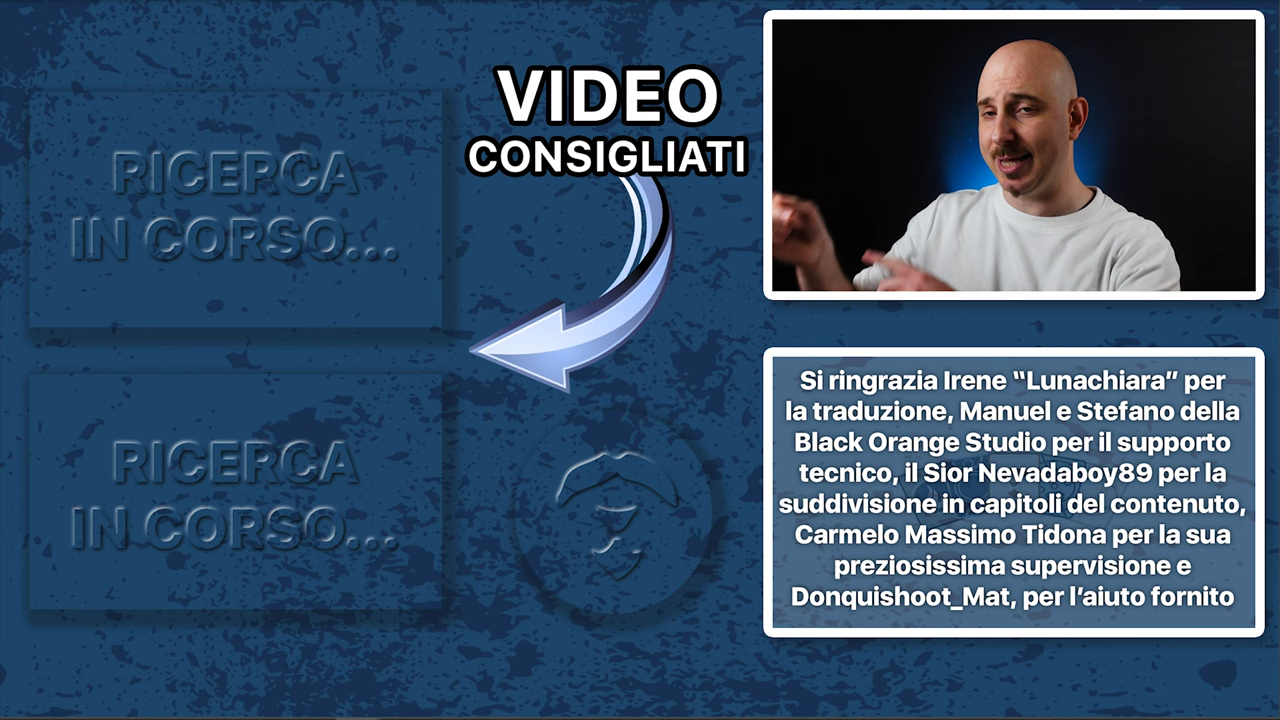 VIDEO
CONSIGLIATI
RICERCA
IN CORSO...
RICERCA
IN CORSO...
Si ringrazia Irene “Lunachiara” per
la traduzione, Manuel e Stefano della
Black Orange Studio per il supporto
tecnico, il Sior Nevadaboy89 per la
suddivisione in capitoli del contenuto,
Carmelo Massimo Tidona per la sua
preziosissima supervisione e
Donquishoot_Mat, per l’aiuto fornito